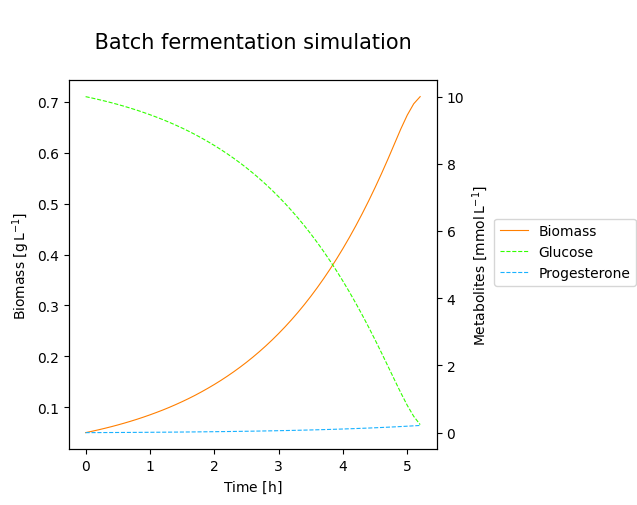 Batch fermentation simulation
Biomass [g L⁻¹]
0.7
0.6
0.5
0.4
0.3
0.2
0.1
0 1 2 3 4 5
Time [h]
10
8
6
4
2
0
Metabolites [mmol L⁻¹]
Biomass
Glucose
Progesterone